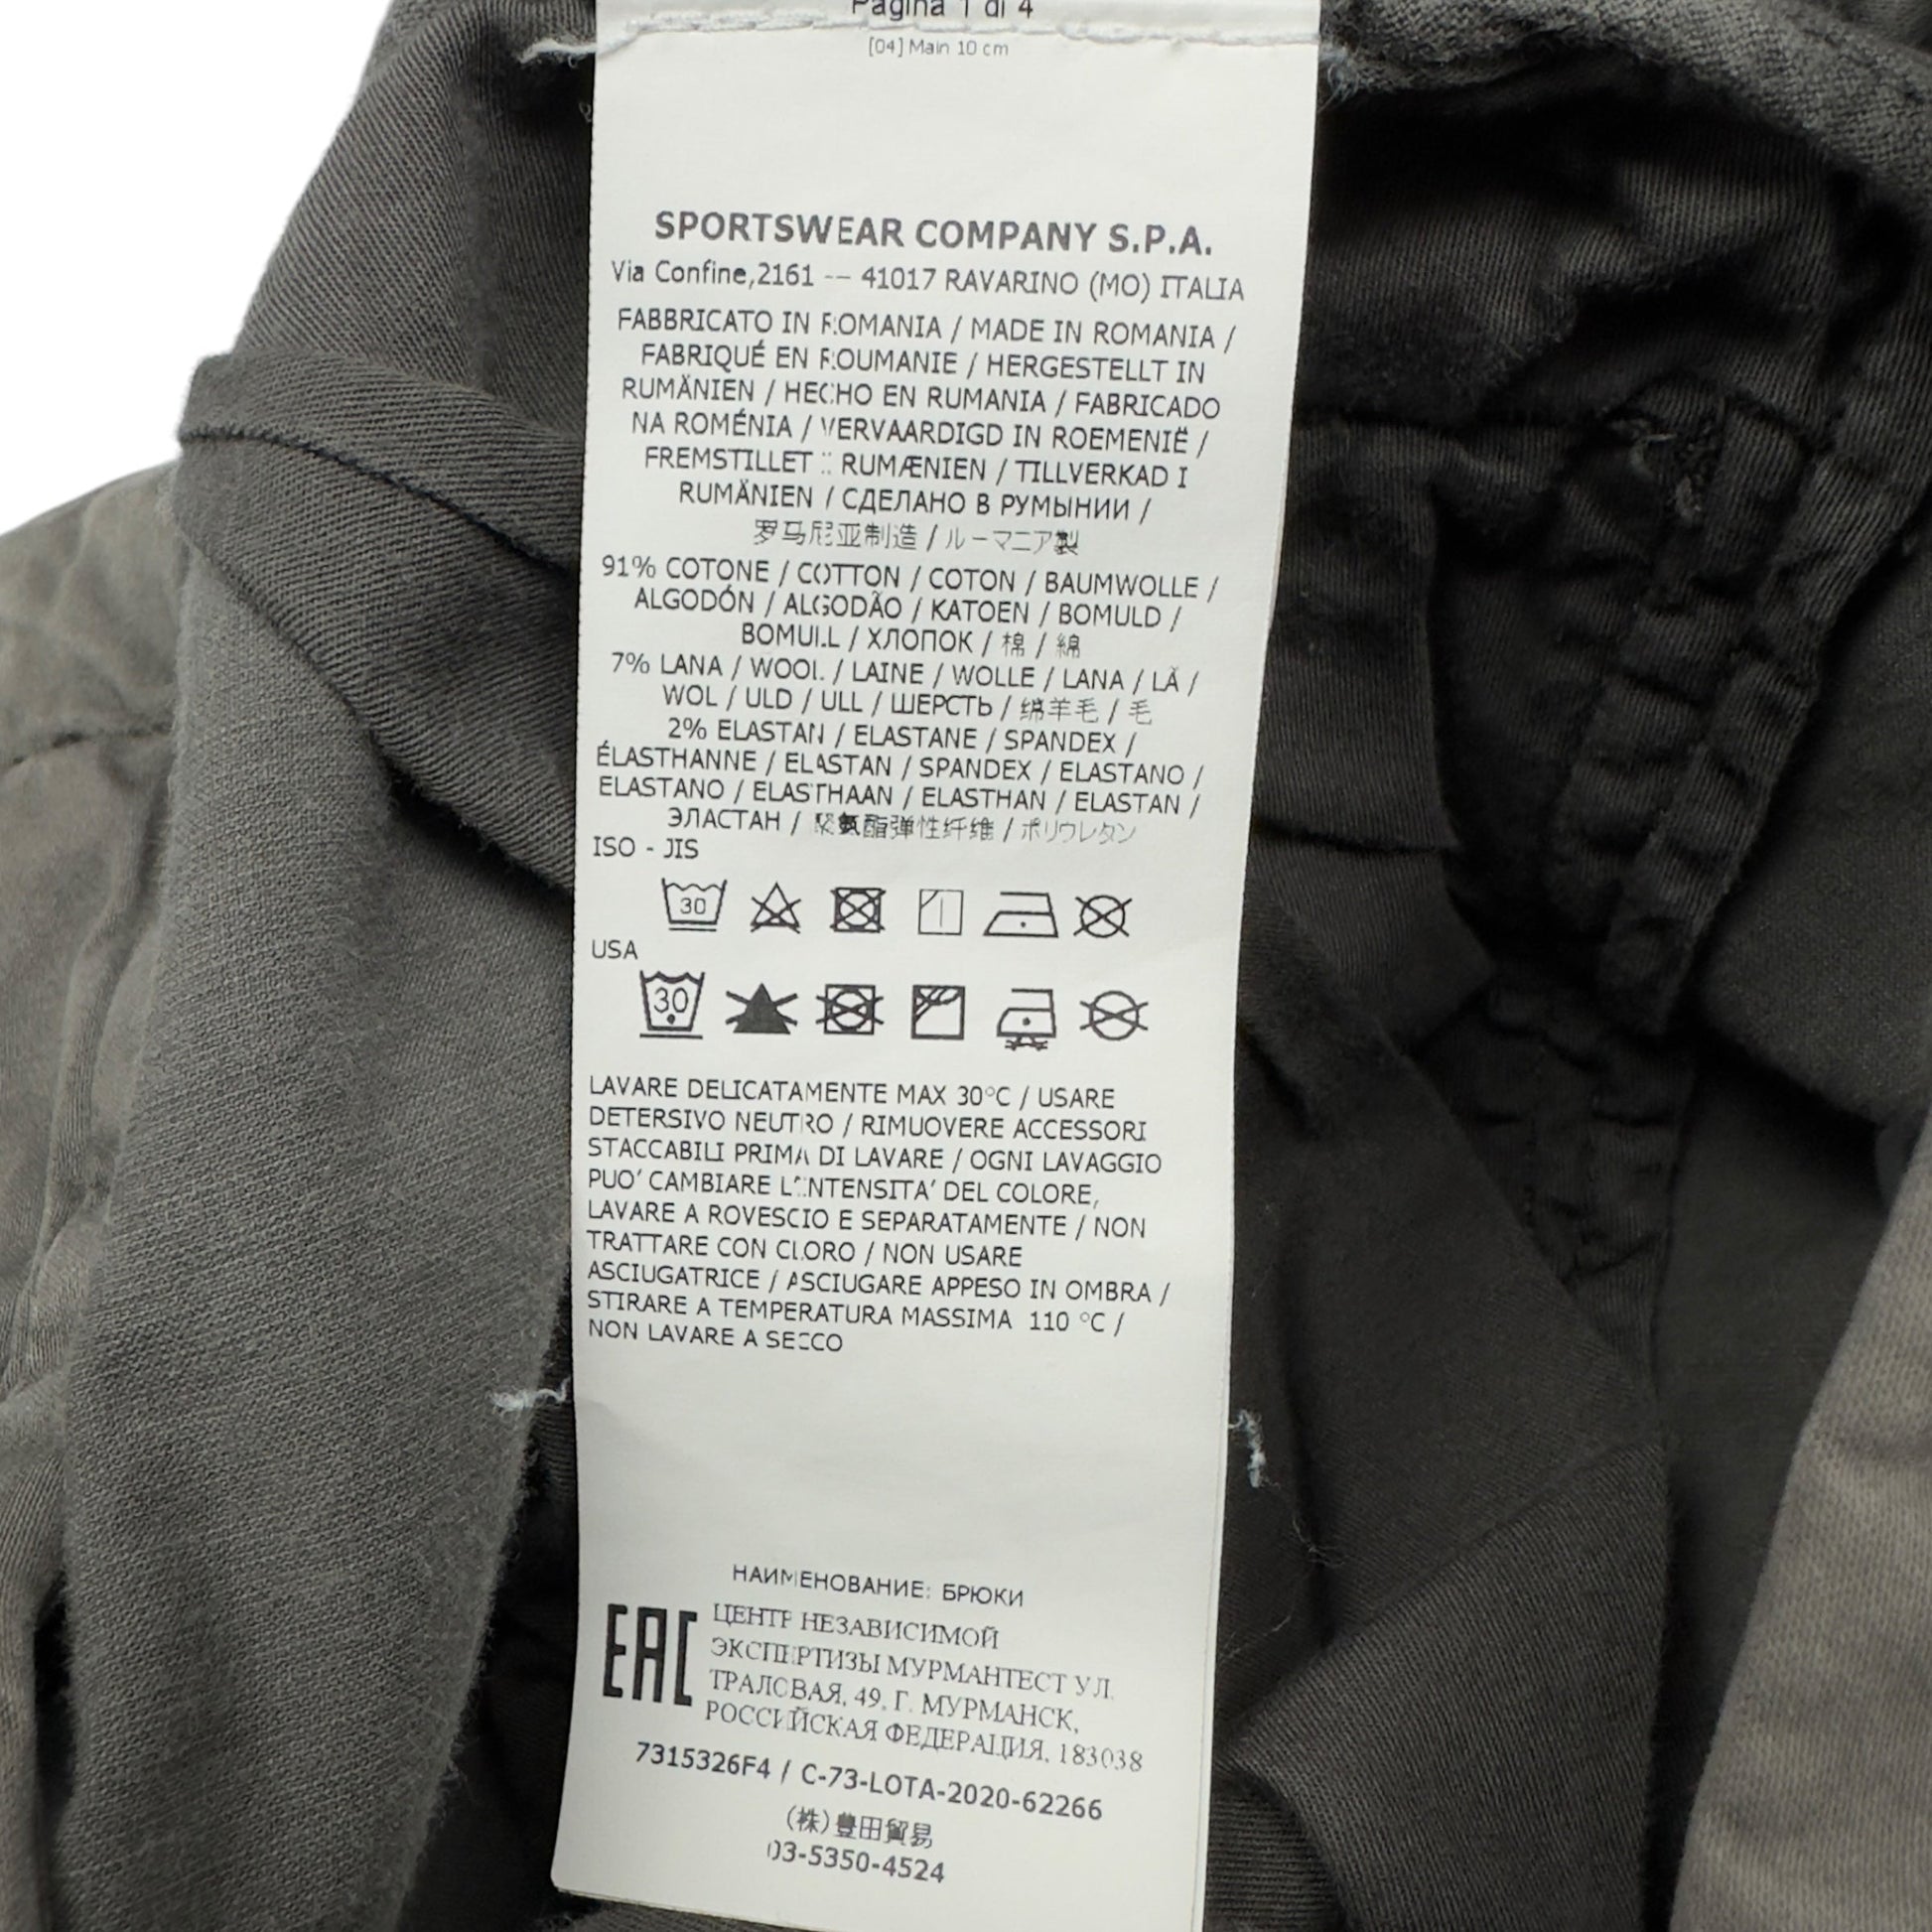 Pagina 1 di 4
[04] Main 10 cm
SPORTSWEAR COMPANY S.P.A.
Via Confine,2161 -- 41017 RAVARINO (MO) ITALIA
FABBRICATO IN ROMANIA / MADE IN ROMANIA /
FABRIQUÉ EN ROUMANIE / HERGESTELLT IN
RUMÄNIEN / HECHO EN RUMANIA / FABRICADO
NA ROMÉNIA / VERVAARDIGD IN ROEMENIË /
FREMSTILLET I RUMÆNIEN / TILLVERKAD I
RUMÄNIEN / СДЕЛАНО В РУМЫНИИ /
罗马尼亚制造 / ルーマニア製
91% COTONE / COTTON / COTON / BAUMWOLLE /
ALGODÓN / ALGODÃO / KATOEN / BOMULD /
BOMULL / ХЛОПОК / 棉 / 綿
7% LANA / WOOL / LAINE / WOLLE / LANA / LÃ /
WOL / ULD / ULL / ШЕРСТЬ / 绵羊毛 / 毛
2% ELASTAN / ELASTANE / SPANDEX /
ÉLASTHANNE / ELASTAN / SPANDEX / ELASTANO /
ELASTANO / ELASTHAAN / ELASTHAN / ELASTAN /
ЭЛАСТАН / 聚氨酯弹性纤维 / ポリウレタン
ISO - JIS
30
USA
30
LAVARE DELICATAMENTE MAX 30°C / USARE
DETERSIVO NEUTRO / RIMUOVERE ACCESSORI
STACCABILI PRIMA DI LAVARE / OGNI LAVAGGIO
PUO' CAMBIARE L'INTENSITA' DEL COLORE,
LAVARE A ROVESCIO E SEPARATAMENTE / NON
TRATTARE CON CLORO / NON USARE
ASCIUGATRICE / ASCIUGARE APPESO IN OMBRA /
STIRARE A TEMPERATURA MASSIMA 110 °C /
NON LAVARE A SECCO
НАИМЕНОВАНИЕ: БРЮКИ
EAC
ЦЕНТР НЕЗАВИСИМОЙ
ЭКСПЕРТИЗЫ МУРМАНТЕСТ УЛ.
ТРАЛОВАЯ, 49, Г. МУРМАНСК,
РОССИЙСКАЯ ФЕДЕРАЦИЯ, 183038
7315326F4 / C-73-LOTA-2020-62266
(株)豊田貿易
03-5350-4524